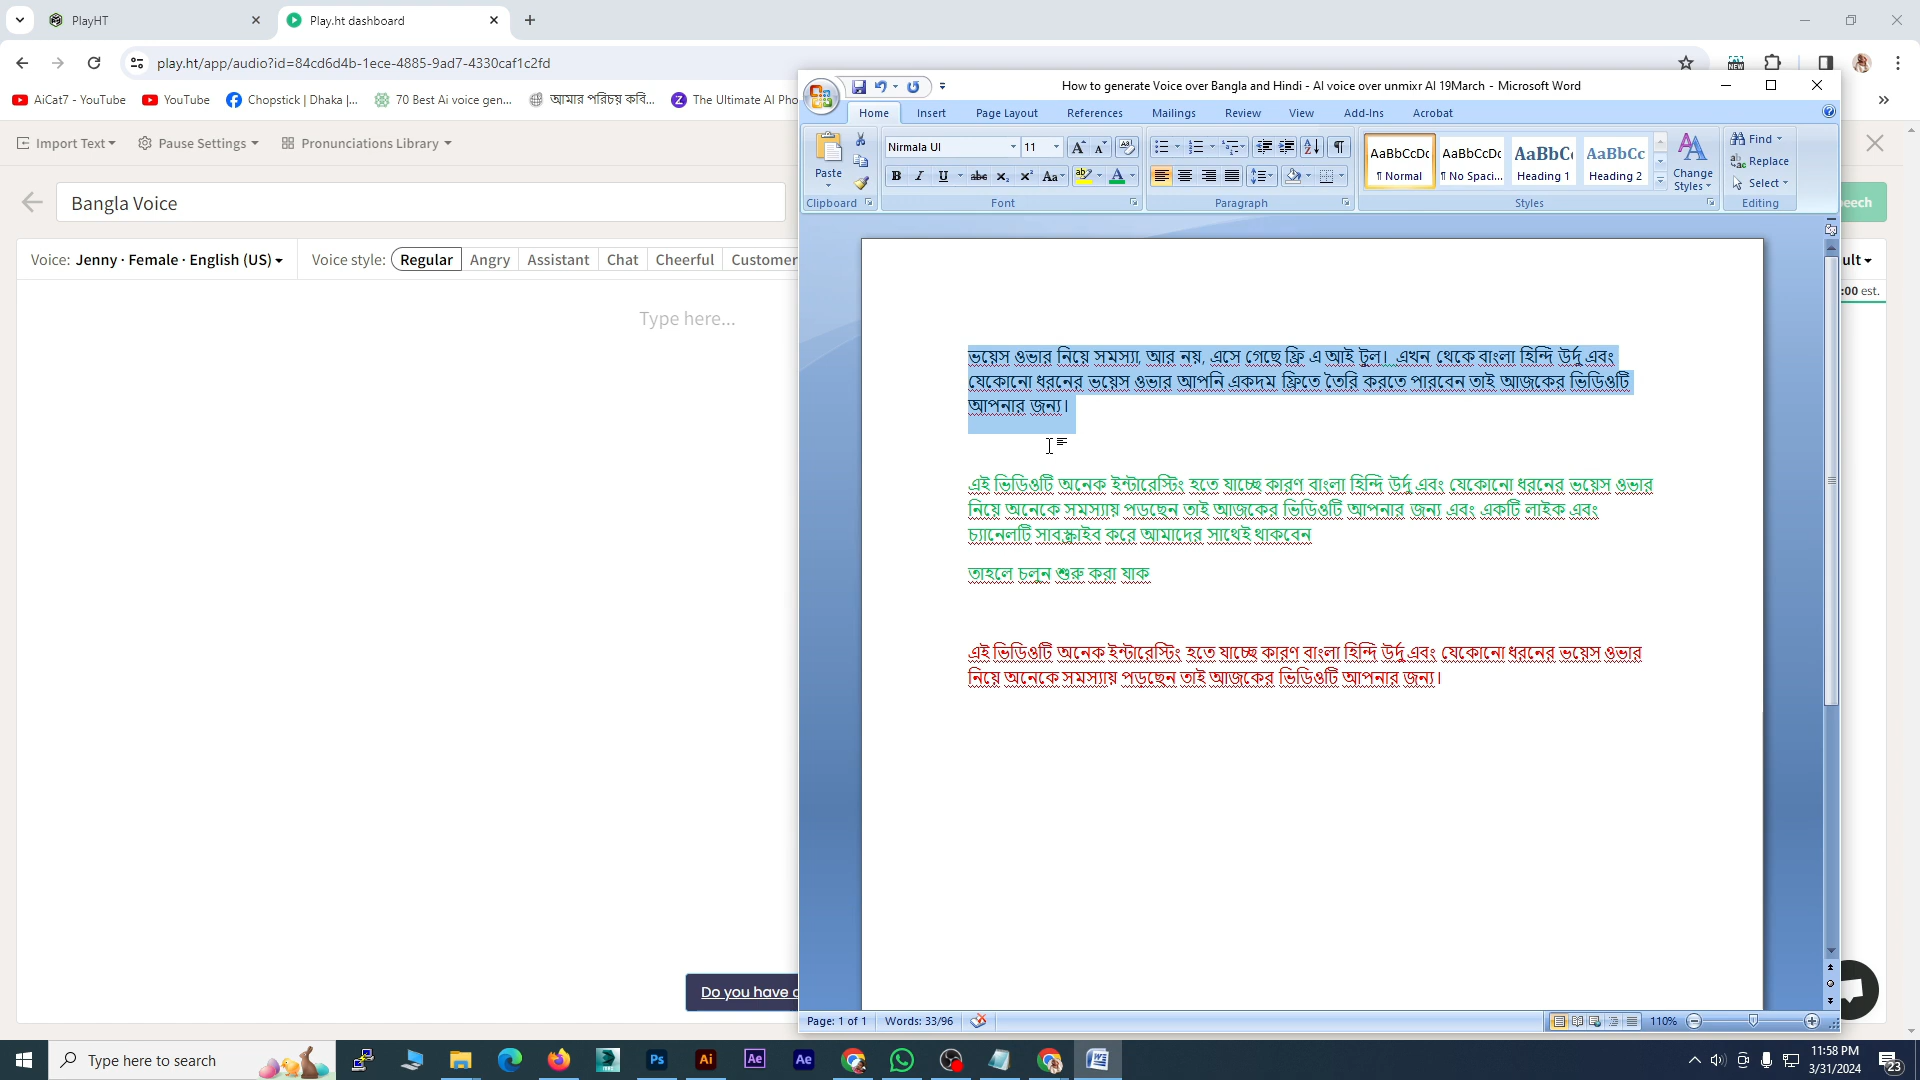 PlayHT
Play.ht dashboard
play.ht/app/audio?id=84cd6d4b-1ece-4885-9ad7-4330caf1c2fd
AiCat7 - YouTube
YouTube
Chopstick | Dhaka |...
70 Best Ai voice gen...
আমার পরিচয় কবি...
The Ultimate AI Pho
Import Text
Pause Settings
Pronunciations Library
Bangla Voice
Voice: Jenny · Female · English (US)
Voice style: Regular Angry Assistant Chat Cheerful Customer
Type here...
Do you have
eech
ult
:00 est.
How to generate Voice over Bangla and Hindi - AI voice over unmixr AI 19March - Microsoft Word
Home Insert Page Layout References Mailings Review View Add-Ins Acrobat
Paste
Clipboard
Nirmala UI 11
Font
Paragraph
AaBbCcDc AaBbCcDc AaBbC AaBbCc
¶ Normal ¶ No Spaci... Heading 1 Heading 2
Change Styles
Styles
Find
Replace
Select
Editing
ভয়েস ওভার নিয়ে সমস্যা, আর নয়, এসে গেছে ফ্রি এ আই টুল। এখন থেকে বাংলা হিন্দি উর্দু এবং
যেকোনো ধরনের ভয়েস ওভার আপনি একদম ফ্রিতে তৈরি করতে পারবেন তাই আজকের ভিডিওটি
আপনার জন্য।
এই ভিডিওটি অনেক ইন্টারেস্টিং হতে যাচ্ছে কারণ বাংলা হিন্দি উর্দু এবং যেকোনো ধরনের ভয়েস ওভার
নিয়ে অনেকে সমস্যায় পড়ছেন তাই আজকের ভিডিওটি আপনার জন্য এবং একটি লাইক এবং
চ্যানেলটি সাবস্ক্রাইব করে আমাদের সাথেই থাকবেন
তাহলে চলুন শুরু করা যাক
এই ভিডিওটি অনেক ইন্টারেস্টিং হতে যাচ্ছে কারণ বাংলা হিন্দি উর্দু এবং যেকোনো ধরনের ভয়েস ওভার
নিয়ে অনেকে সমস্যায় পড়ছেন তাই আজকের ভিডিওটি আপনার জন্য।
Page: 1 of 1 Words: 33/96 110%
Type here to search
11:58 PM
3/31/2024
23